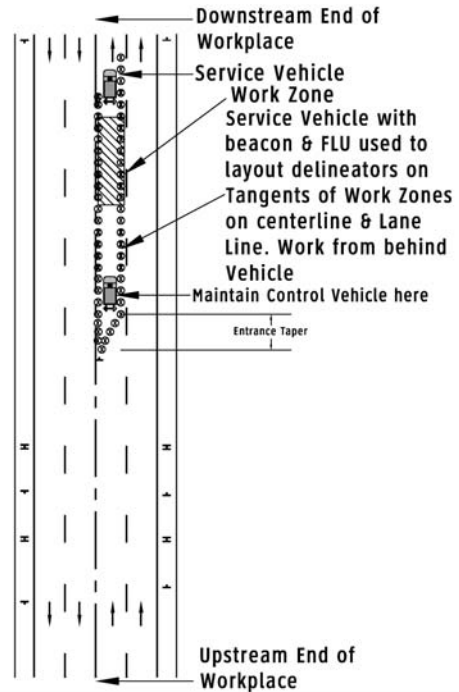 Downstream End of
Workplace
Service Vehicle
Work Zone
Service Vehicle with
beacon & FLU used to
layout delineators on
Tangents of Work Zones
on centerline & Lane
Line. Work from behind
Vehicle
Maintain Control Vehicle here
Entrance Taper
Upstream End of
Workplace